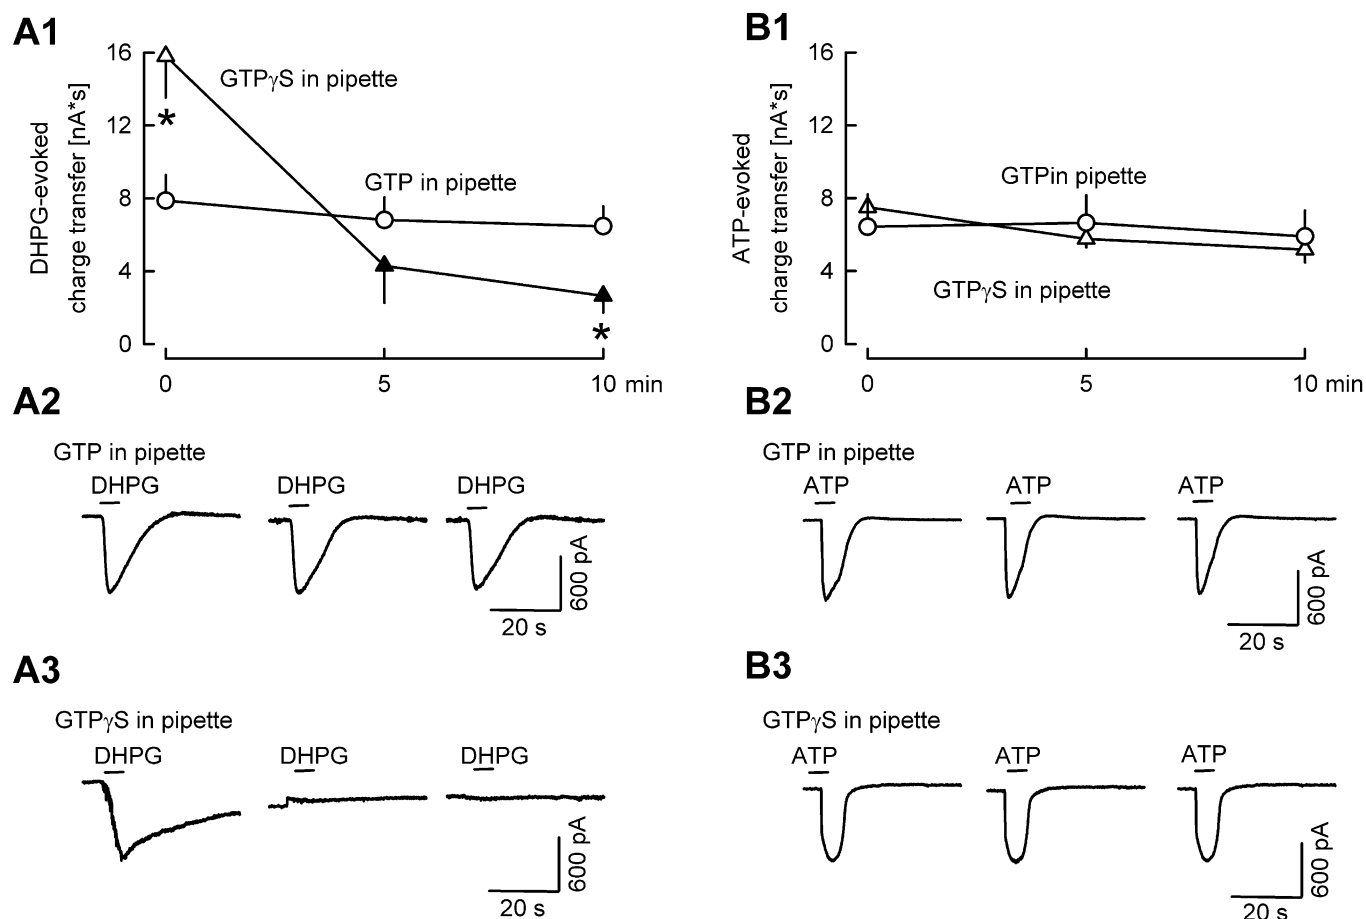 A1
DHPG-evoked
charge transfer [nA*s]
16
12
8
4
0
GTPγS in pipette
*
GTP in pipette
*
0 5 10 min
B1
ATP-evoked
charge transfer [nA*s]
16
12
8
4
0
GTPin pipette
GTPγS in pipette
0 5 10 min
A2
GTP in pipette
DHPG DHPG DHPG
600 pA
20 s
B2
GTP in pipette
ATP ATP ATP
600 pA
20 s
A3
GTPγS in pipette
DHPG DHPG DHPG
600 pA
20 s
B3
GTPγS in pipette
ATP ATP ATP
600 pA
20 s